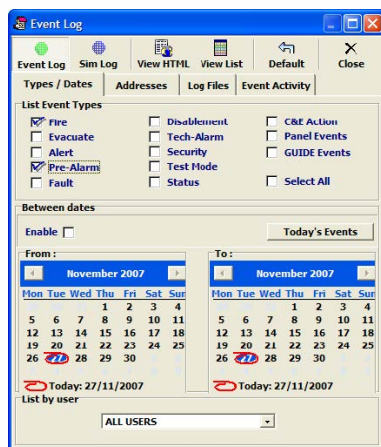 Event Log
Event Log Sim Log View HTML View List Default Close
Types / Dates Addresses Log Files Event Activity
List Event Types
Fire Disablement C&E Action
Evacuate Tech-Alarm Panel Events
Alert Security GUIDE Events
Pre-Alarm Test Mode
Fault Status Select All
Between dates
Enable Today's Events
From : To :
November 2007 November 2007
Mon Tue Wed Thu Fri Sat Sun Mon Tue Wed Thu Fri Sat Sun
1 2 3 4 1 2 3 4
5 6 7 8 9 10 11 5 6 7 8 9 10 11
12 13 14 15 16 17 18 12 13 14 15 16 17 18
19 20 21 22 23 24 25 19 20 21 22 23 24 25
26 27 28 29 30 26 27 28 29 30
Today: 27/11/2007 Today: 27/11/2007
List by user
ALL USERS